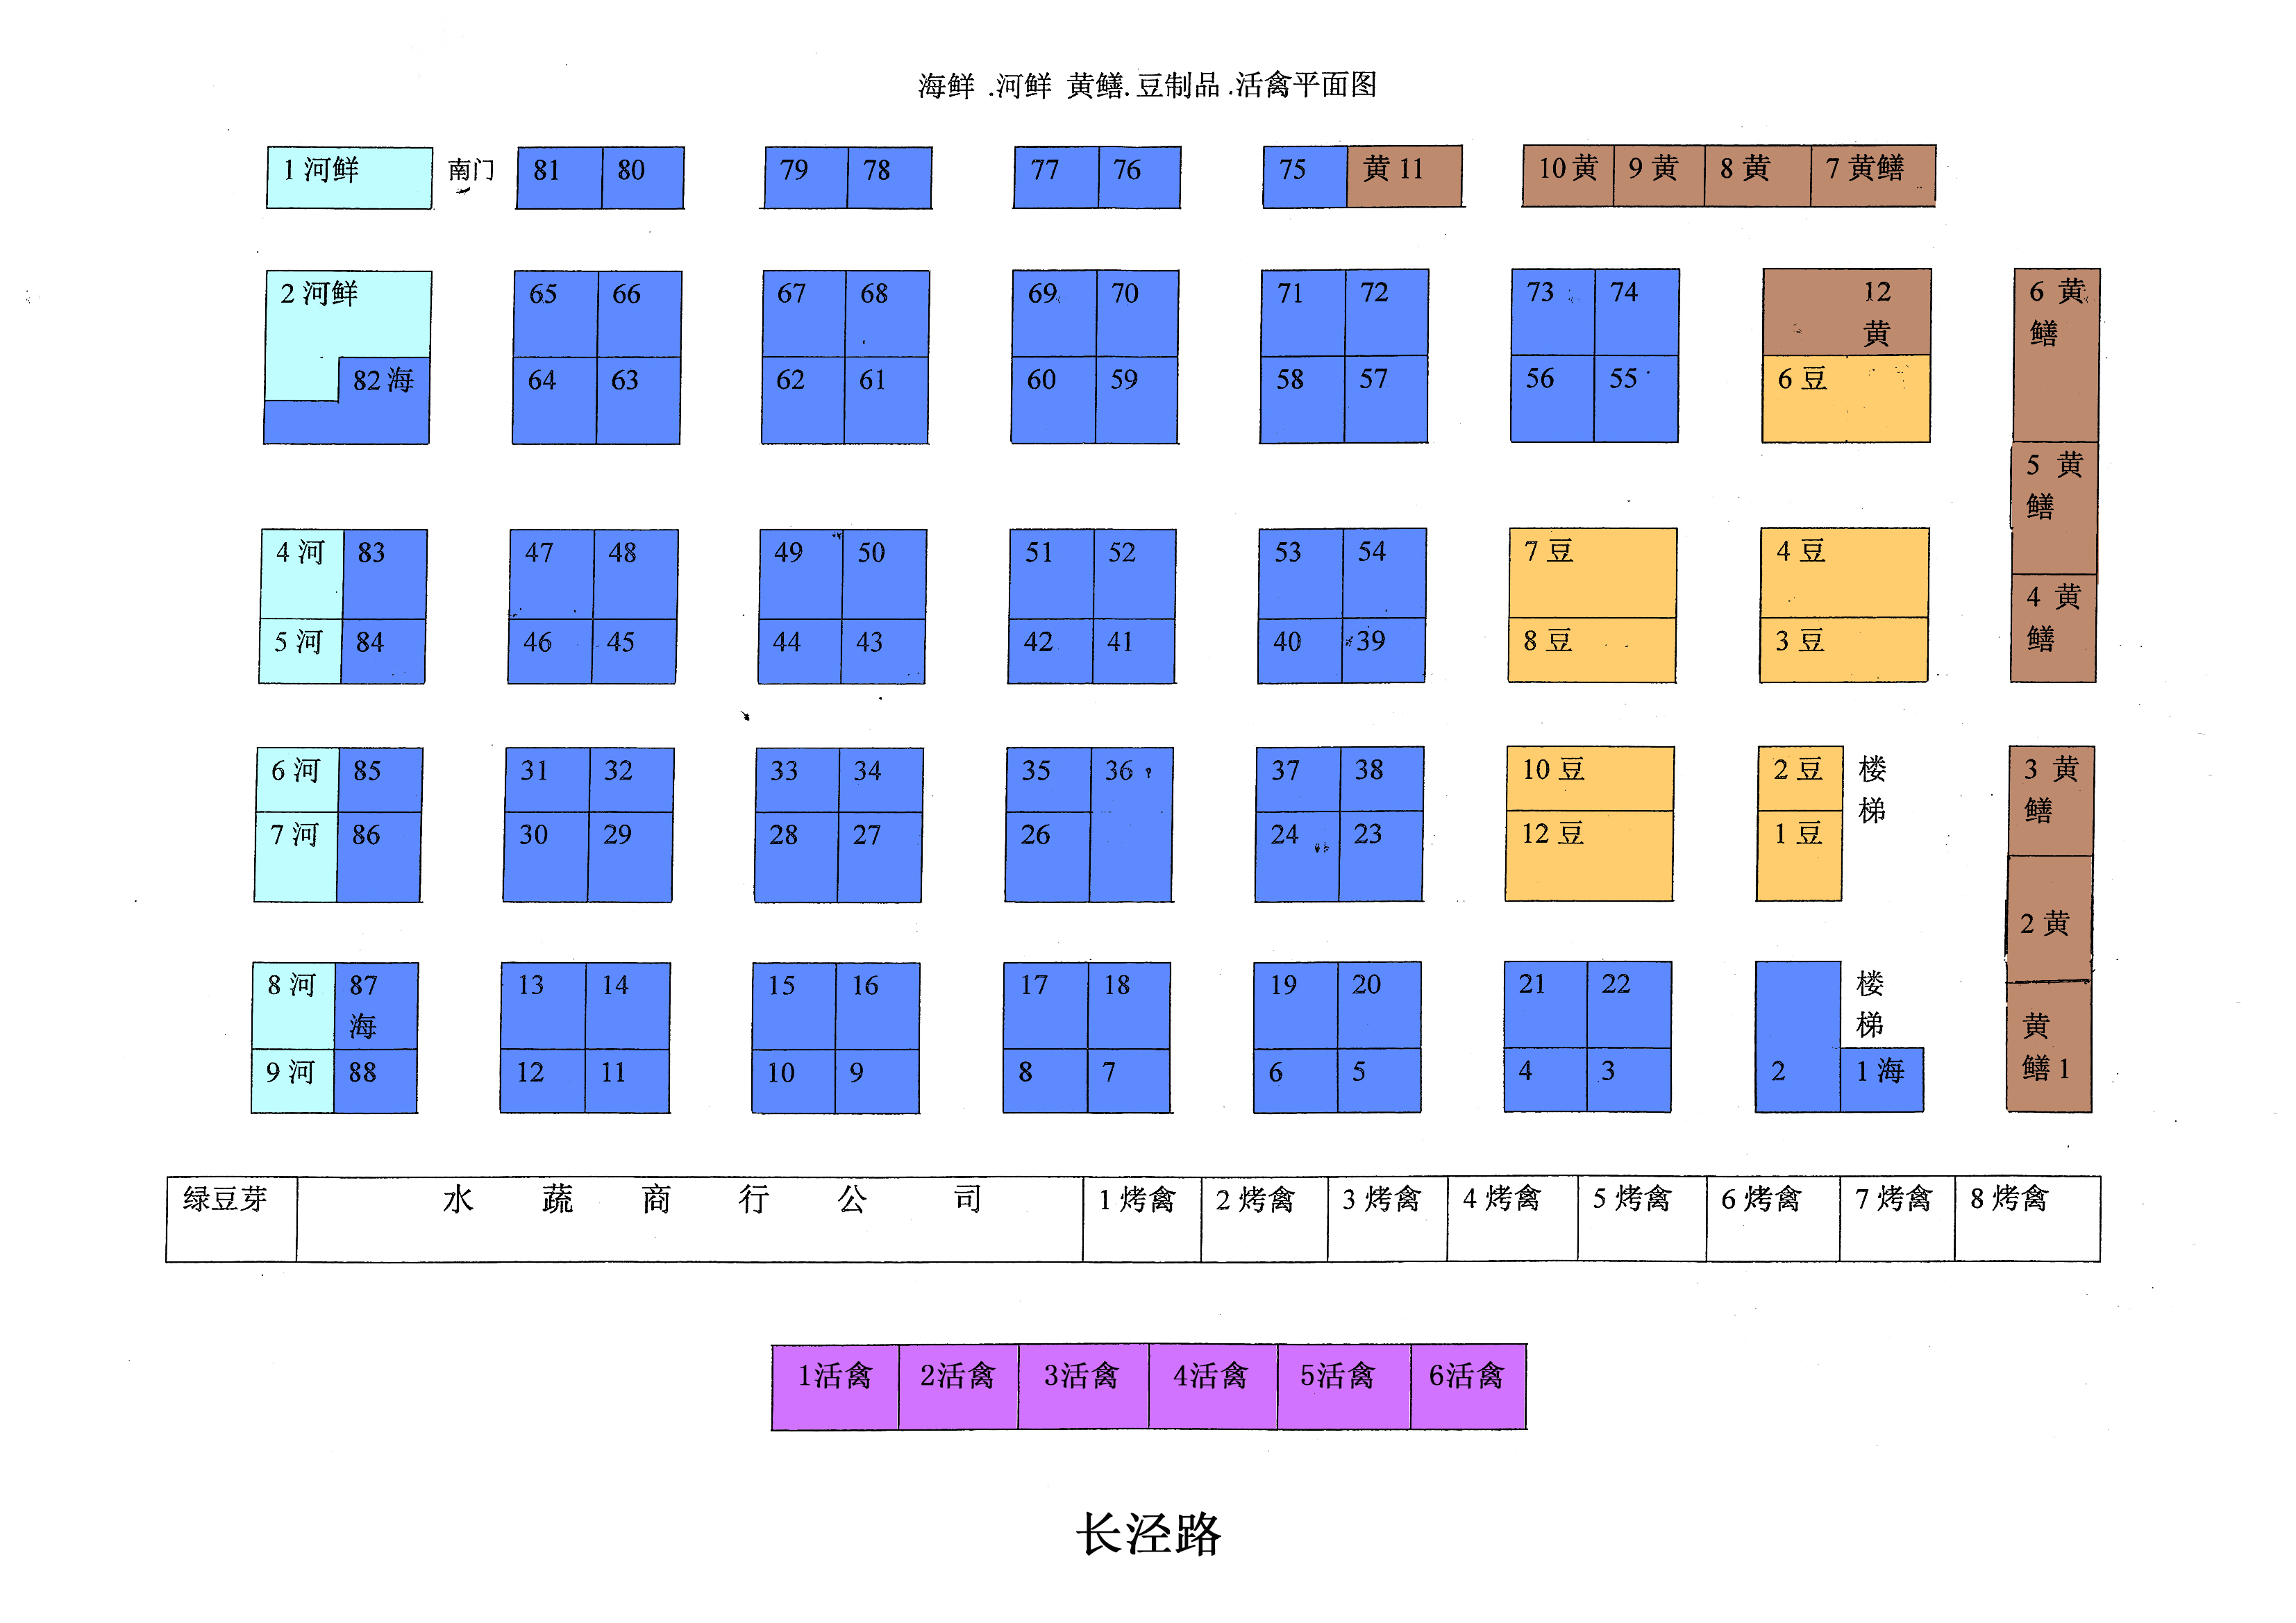 海鲜 .河鲜 黄鳝.豆制品.活禽平面图
1 河鲜 南门 81 80 79 78 77 76 75 黄 11 10 黄 9 黄 8 黄 7 黄鳝
2 河鲜 65 66 67 68 69 70 71 72 73 74 12 6 黄
黄 鳝
82 海 64 63 62 61 60 59 58 57 56 55 6 豆
5 黄
鳝
4 河 83 47 48 49 50 51 52 53 54 7 豆 4 豆
4 黄
5 河 84 46 45 44 43 42 41 40 39 8 豆 3 豆 鳝
6 河 85 31 32 33 34 35 36 37 38 10 豆 2 豆 楼 3 黄
梯 鳝
7 河 86 30 29 28 27 26 24 23 12 豆 1 豆
2 黄
8 河 87 13 14 15 16 17 18 19 20 21 22 楼
海 梯 黄
9 河 88 12 11 10 9 8 7 6 5 4 3 2 1 海 鳝 1
绿豆芽 水 蔬 商 行 公 司 1 烤禽 2 烤禽 3 烤禽 4 烤禽 5 烤禽 6 烤禽 7 烤禽 8 烤禽
1活禽 2活禽 3活禽 4活禽 5活禽 6活禽
长泾路